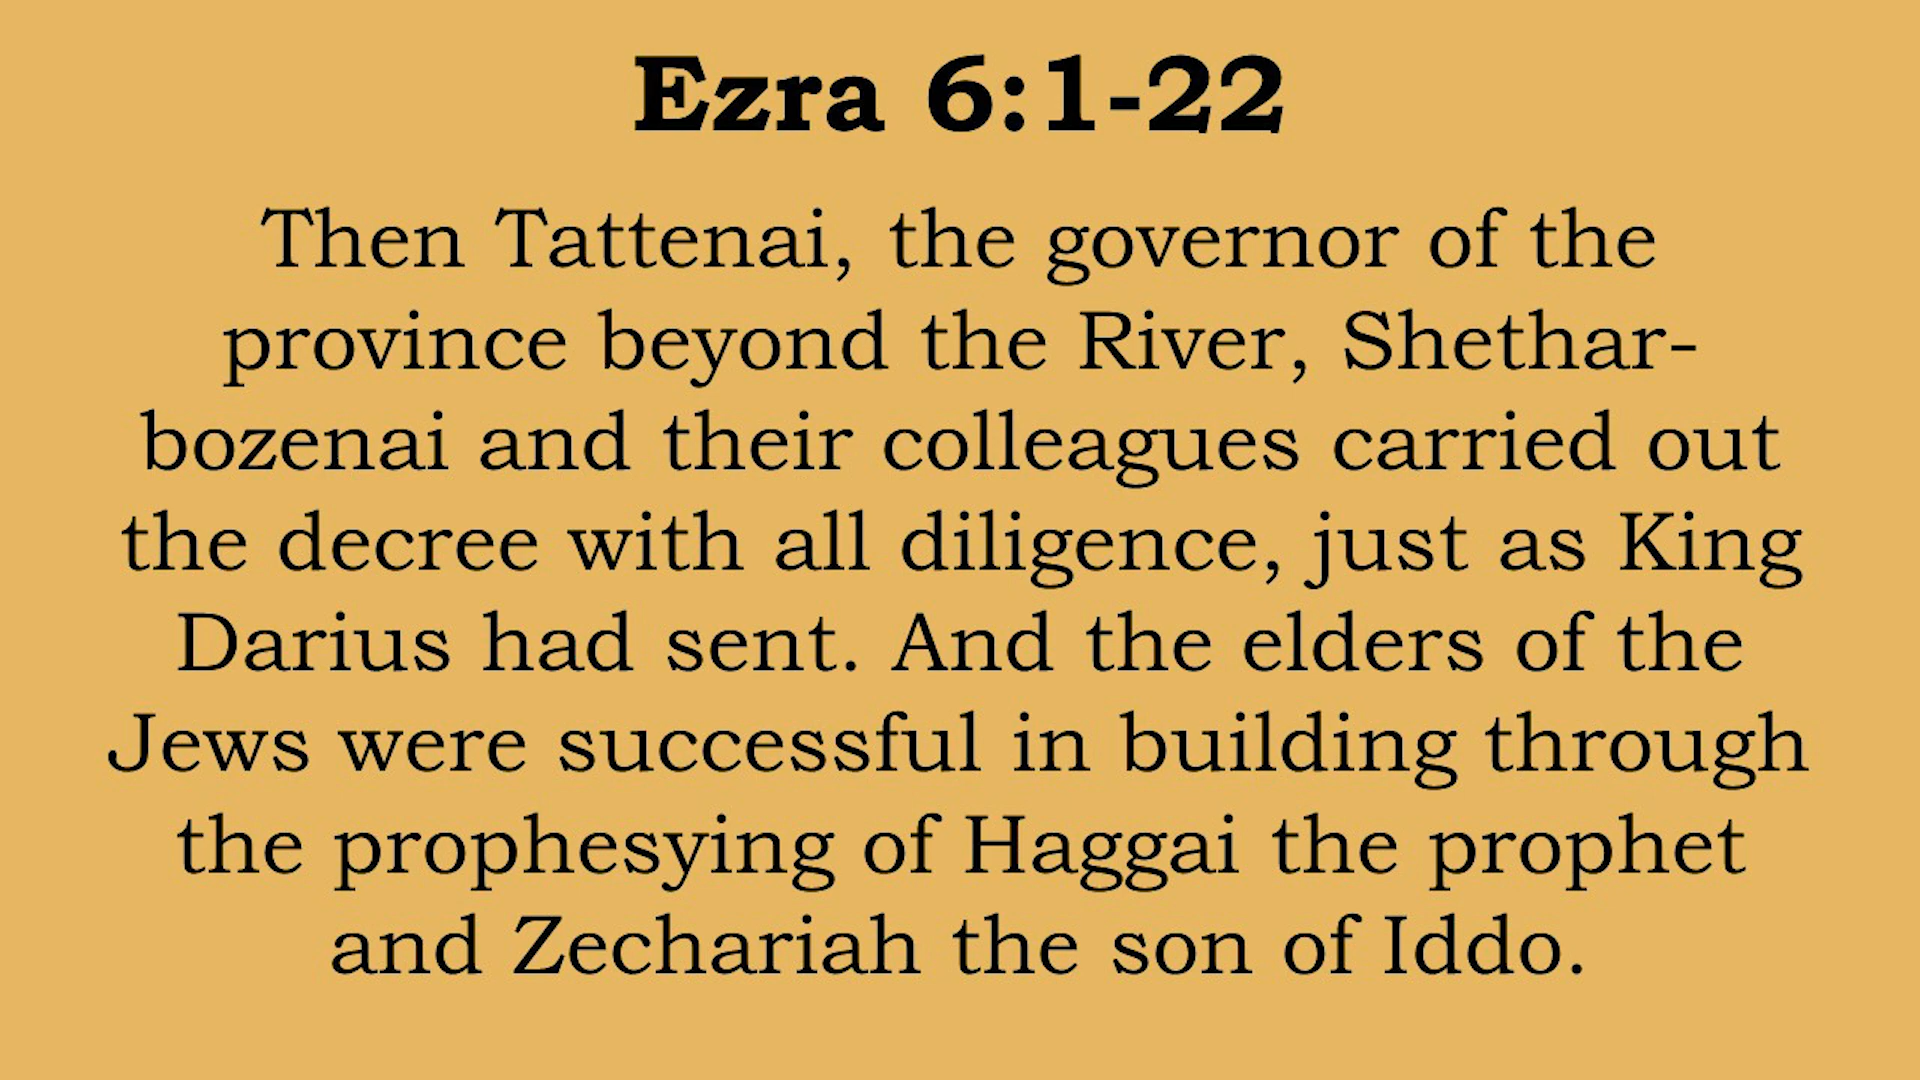 Ezra 6:1-22
Then Tattenai, the governor of the
province beyond the River, Shethar-
bozenai and their colleagues carried out
the decree with all diligence, just as King
Darius had sent. And the elders of the
Jews were successful in building through
the prophesying of Haggai the prophet
and Zechariah the son of Iddo.